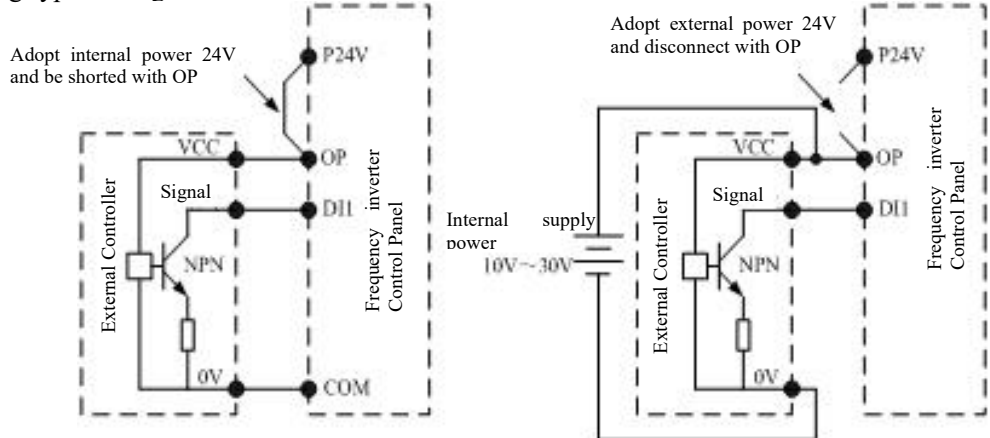 Adopt internal power 24V
and be shorted with OP
P24V
VCC
OP
Signal
DI1
External Controller
NPN
Frequency inverter
Control Panel
0V
COM
Adopt external power 24V
and disconnect with OP
P24V
VCC
OP
Signal
DI1
Internal supply
power
10V~30V
External Controller
NPN
Frequency inverter
Control Panel
0V